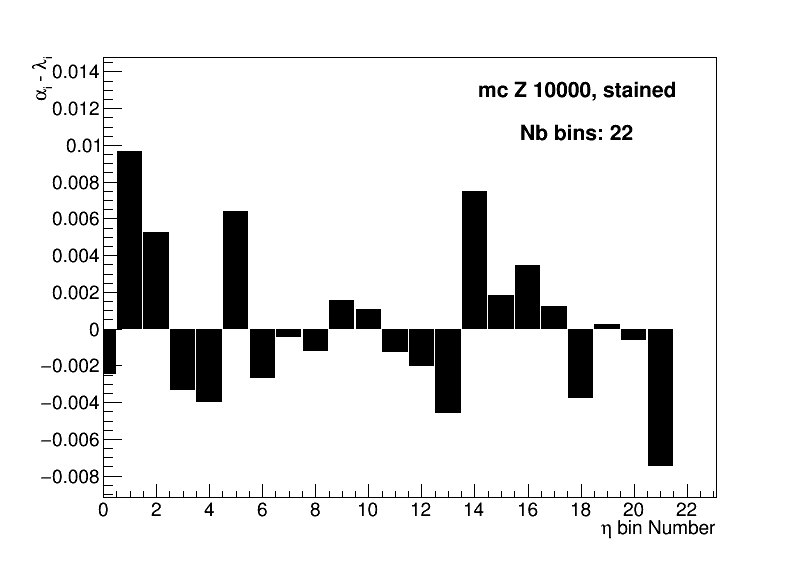 αi - λi
0.014
0.012
0.01
0.008
0.006
0.004
0.002
0
−0.002
−0.004
−0.006
−0.008
mc Z 10000, stained
Nb bins: 22
0 2 4 6 8 10 12 14 16 18 20 22
η bin Number